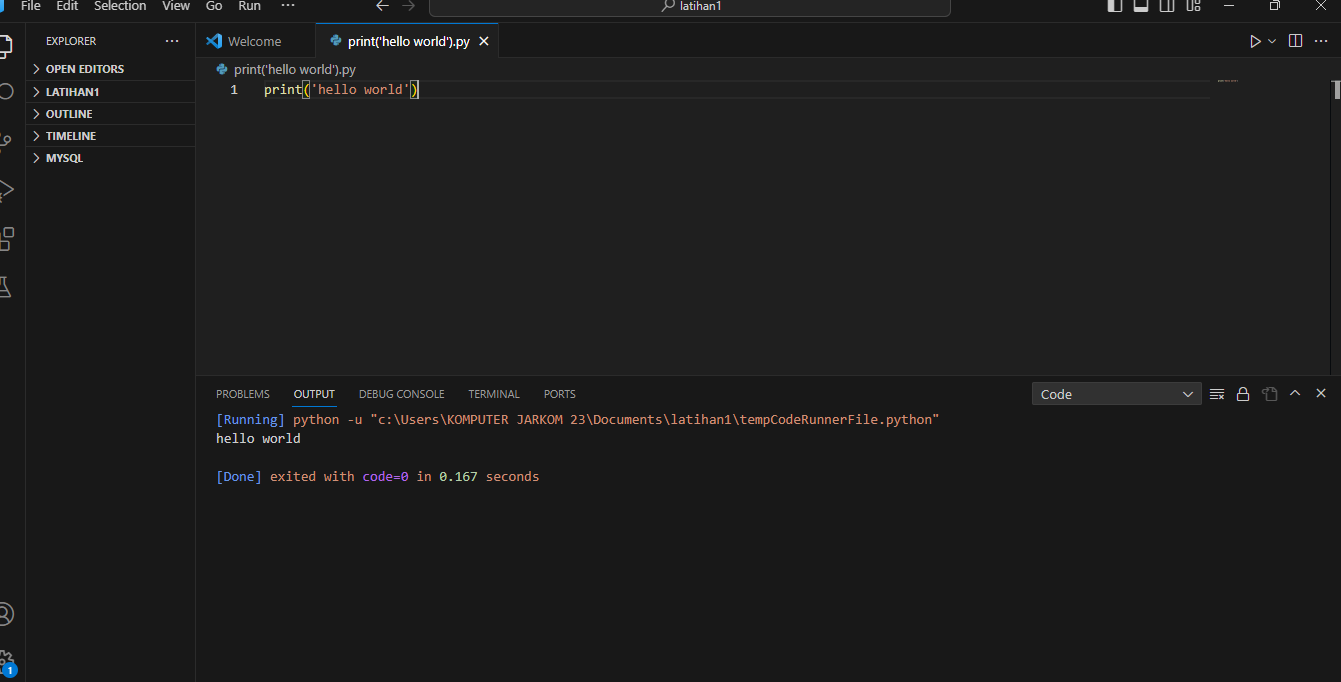 File Edit Selection View Go Run ··· ← → latihan1
EXPLORER ···
OPEN EDITORS
LATIHAN1
OUTLINE
TIMELINE
MYSQL
Welcome print('hello world').py
print('hello world').py
1 print('hello world')
PROBLEMS OUTPUT DEBUG CONSOLE TERMINAL PORTS Code
[Running] python -u "c:\Users\KOMPUTER JARKOM 23\Documents\latihan1\tempCodeRunnerFile.python"
hello world
[Done] exited with code=0 in 0.167 seconds
1